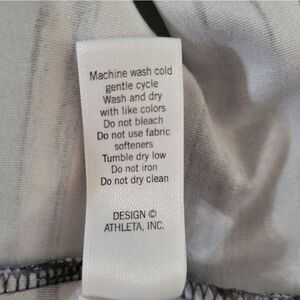 Machine wash cold
gentle cycle
Wash and dry
with like colors
Do not bleach
Do not use fabric
softeners
Tumble dry low
Do not iron
Do not dry clean
DESIGN ©
ATHLETA, INC.